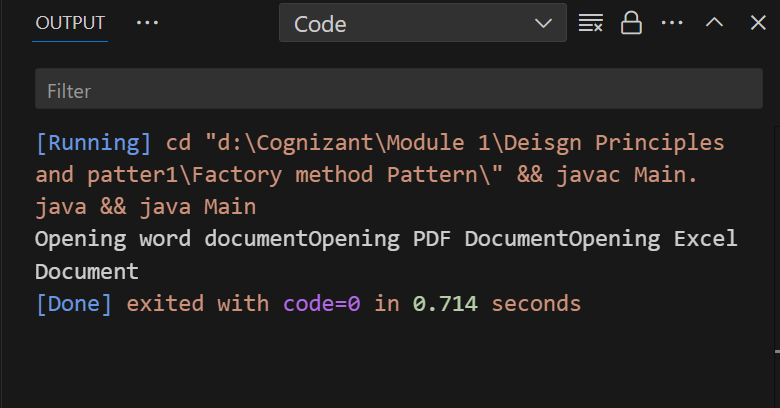 OUTPUT ...
Code
Filter
[Running] cd "d:\Cognizant\Module 1\Deisgn Principles
and patter1\Factory method Pattern\" && javac Main.
java && java Main
Opening word documentOpening PDF DocumentOpening Excel
Document
[Done] exited with code=0 in 0.714 seconds